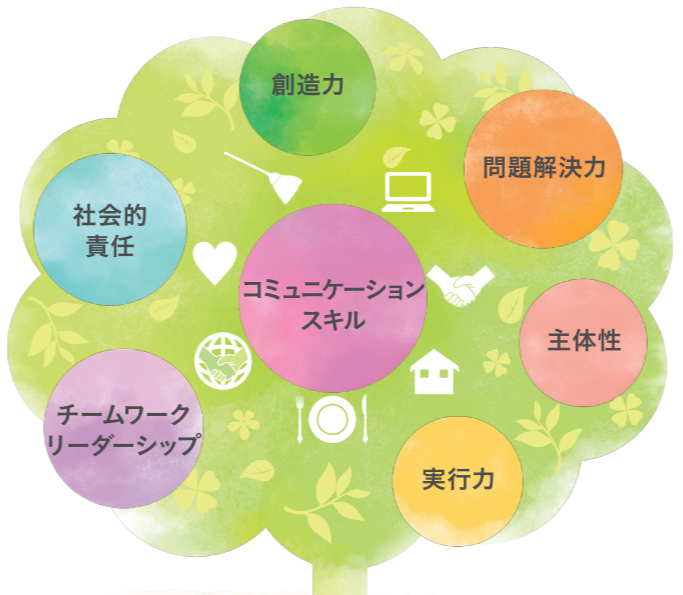 創造力
問題解決力
社会的
責任
コミュニケーション
スキル
主体性
チームワーク
リーダーシップ
実行力